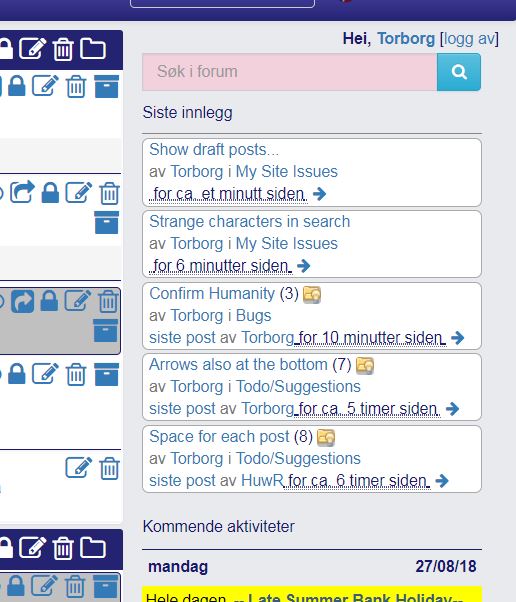 Hei, Torborg [logg av]
Søk i forum
Siste innlegg
Show draft posts...
av Torborg i My Site Issues
for ca. et minutt siden
Strange characters in search
av Torborg i My Site Issues
for 6 minutter siden
Confirm Humanity (3)
av Torborg i Bugs
siste post av Torborg for 10 minutter siden
Arrows also at the bottom (7)
av Torborg i Todo/Suggestions
siste post av Torborg for ca. 5 timer siden
Space for each post (8)
av Torborg i Todo/Suggestions
siste post av HuwR for ca. 6 timer siden
Kommende aktiviteter
mandag 27/08/18
Hele dagen -- Late Summer Bank Holiday--